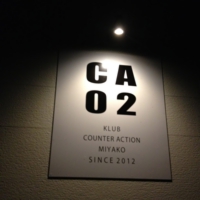 CA
02
KLUB
COUNTER ACTION
MIYAKO
SINCE 2012